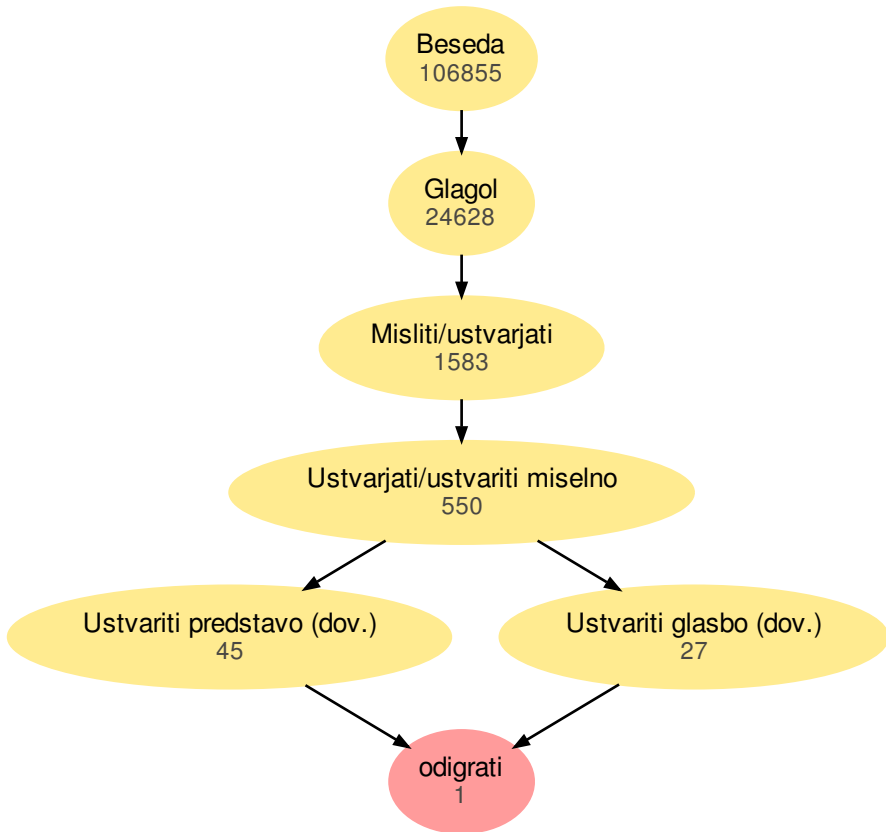 Beseda
106855
Glagol
24628
Misliti/ustvarjati
1583
Ustvarjati/ustvariti miselno
550
Ustvariti predstavo (dov.)
45
Ustvariti glasbo (dov.)
27
odigrati
1